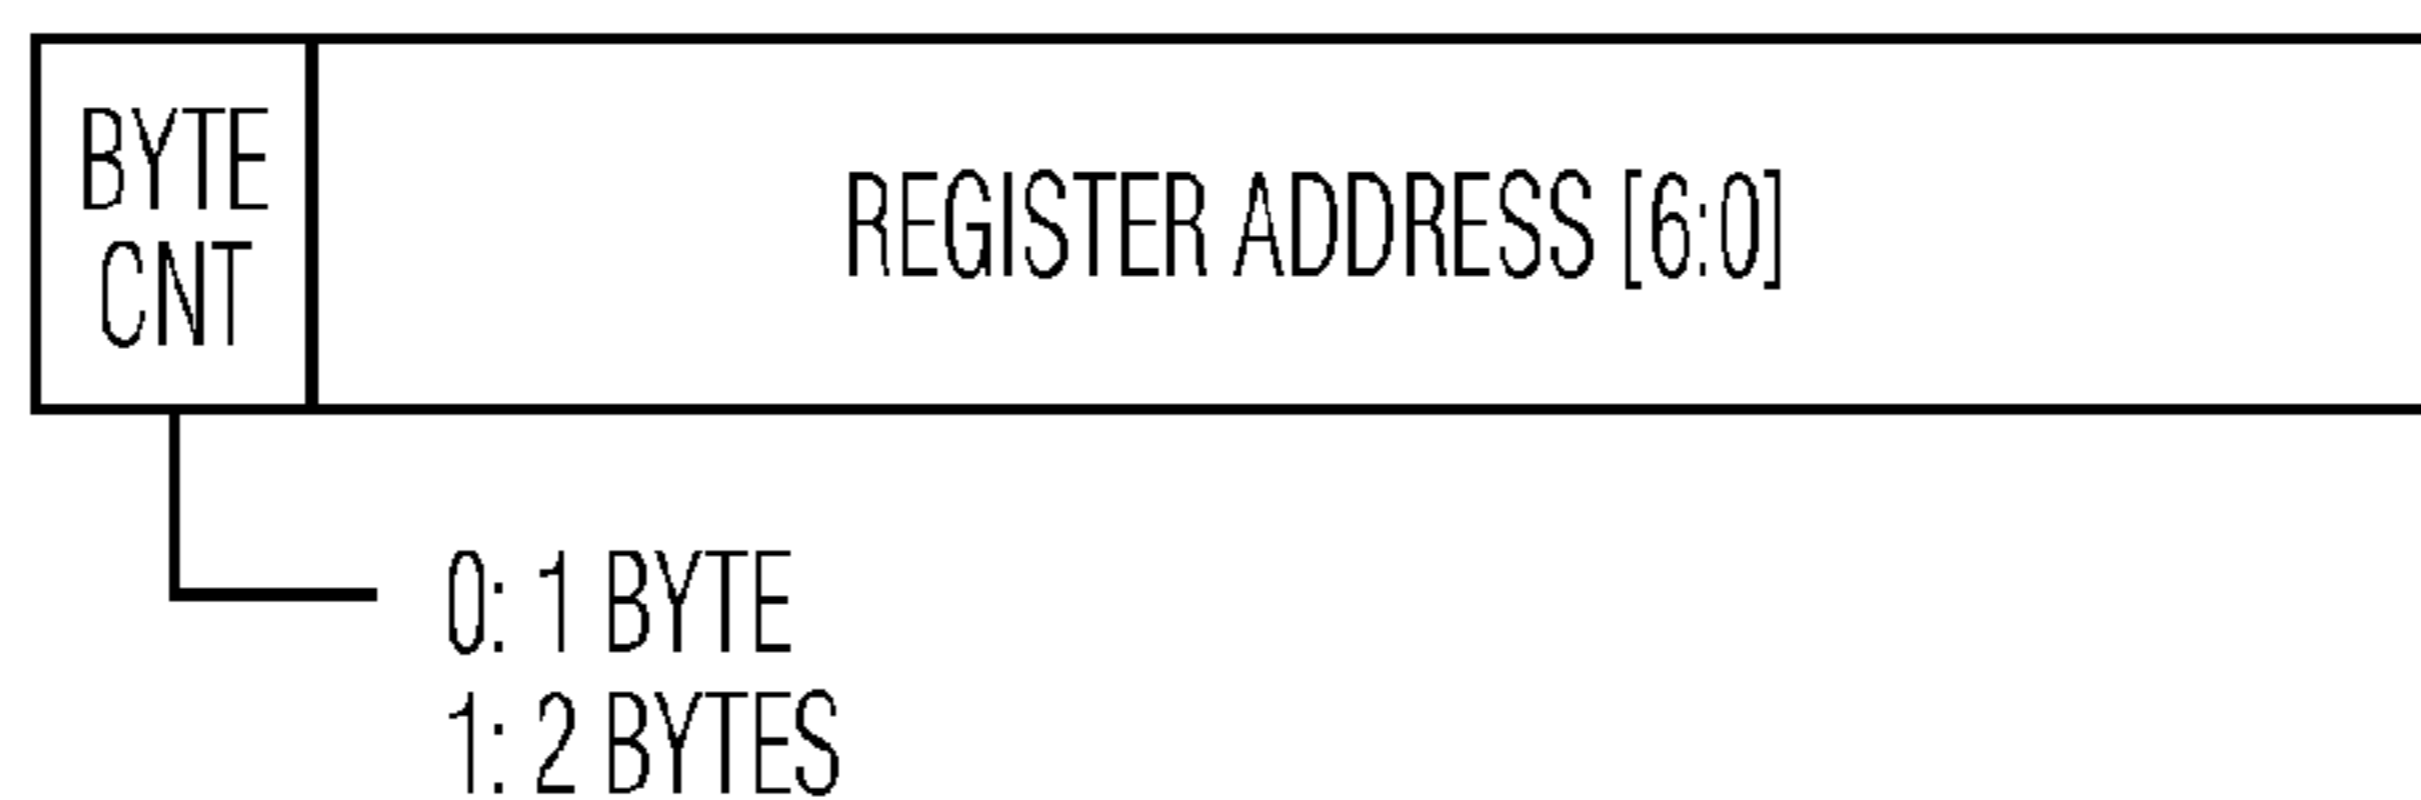 BYTE
CNT
REGISTER ADDRESS [6:0]
0: 1 BYTE
1: 2 BYTES